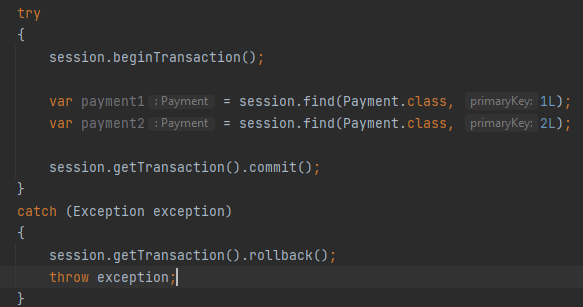 try
{
session.beginTransaction();
var payment1 : Payment = session.find(Payment.class, primaryKey: 1L);
var payment2 : Payment = session.find(Payment.class, primaryKey: 2L);
session.getTransaction().commit();
}
catch (Exception exception)
{
session.getTransaction().rollback();
throw exception;
}